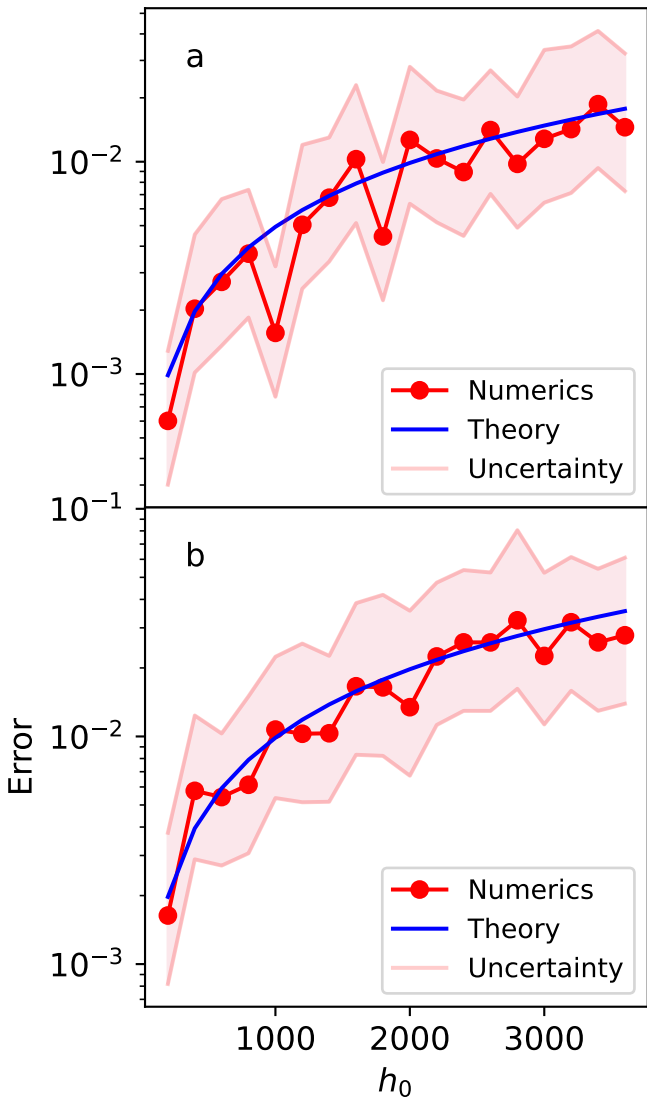 a
10⁻²
10⁻³
Numerics
Theory
Uncertainty
10⁻¹
b
10⁻²
10⁻³
Error
Numerics
Theory
Uncertainty
1000 2000 3000
h₀